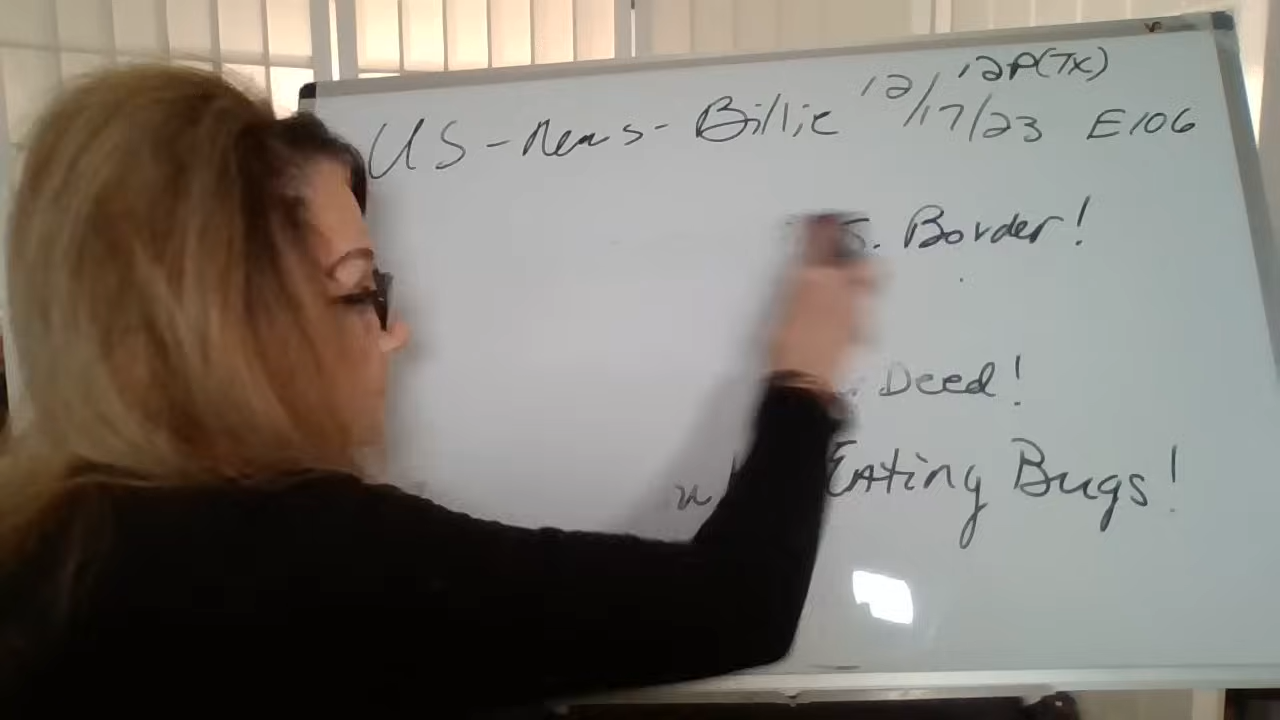 12P(TX)
US-News-Billie 12/17/23 E106
S. Border!
Deed!
Eating Bugs!